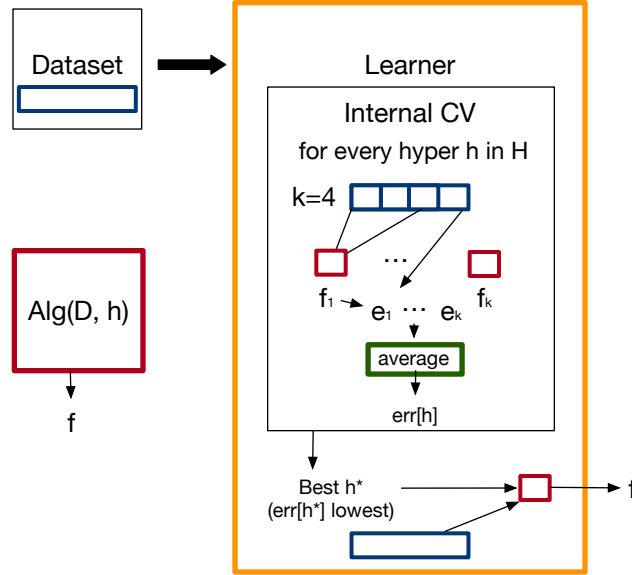 Dataset
Alg(D, h)
f
Learner
Internal CV
for every hyper h in H
k=4
...
f1
fk
e1 ... ek
average
err[h]
Best h*
(err[h*] lowest)
f